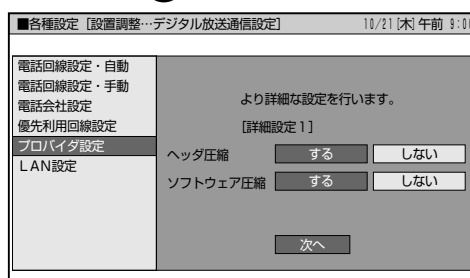 ■各種設定［設置調整…デジタル放送通信設定］ 10/21[木]午前 9:0
電話回線設定・自動
電話回線設定・手動
電話会社設定
優先利用回線設定
プロバイダ設定
LAN設定
より詳細な設定を行います。
［詳細設定１］
ヘッダ圧縮 する しない
ソフトウェア圧縮 する しない
次へ